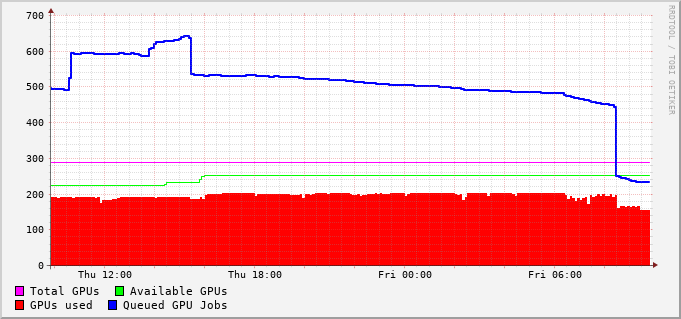 700
600
500
400
300
200
100
0
Thu 12:00 Thu 18:00 Fri 00:00 Fri 06:00
Total GPUs Available GPUs
GPUs used Queued GPU Jobs
RRDTOOL / TOBI OETIKER